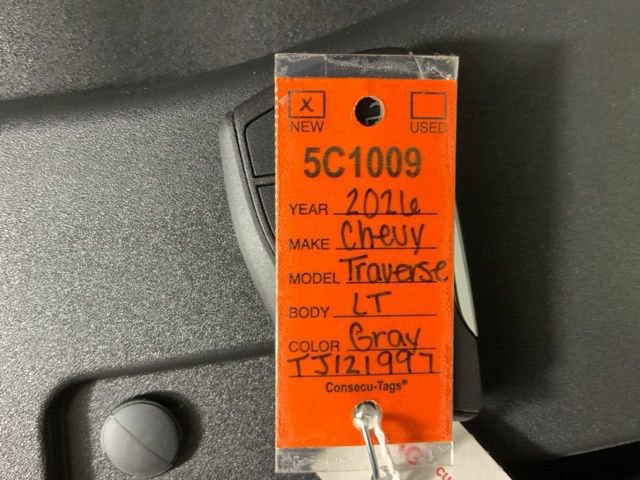 X
NEW USED
5C1009
YEAR 2026
MAKE Chevy
MODEL Traverse
BODY LT
COLOR Gray
TJ121997
Consecu-Tags®